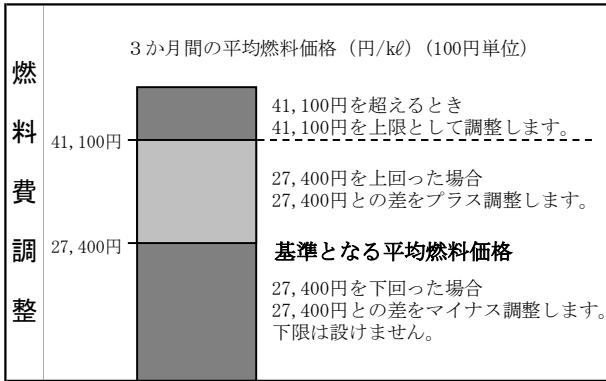 燃料費調整
3か月間の平均燃料価格（円/kℓ）(100円単位)
41,100円を超えるとき
41,100円を上限として調整します。
41,100円
27,400円を上回った場合
27,400円との差をプラス調整します。
27,400円
基準となる平均燃料価格
27,400円を下回った場合
27,400円との差をマイナス調整します。
下限は設けません。